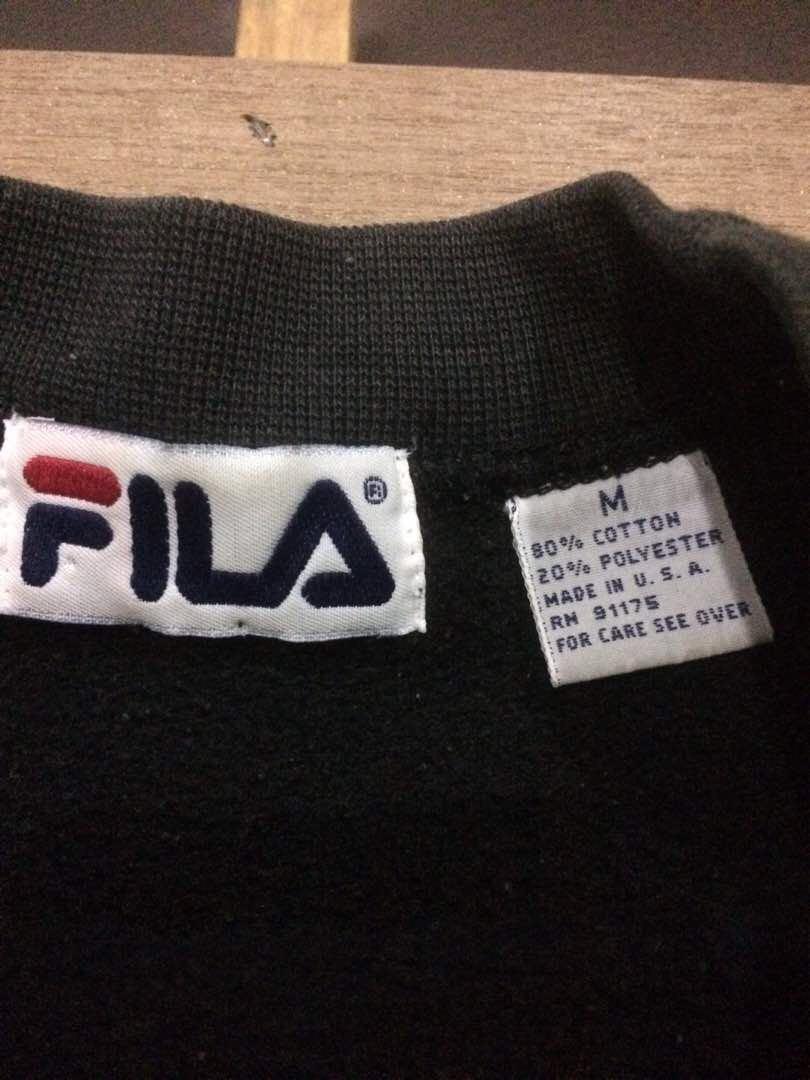 FILA®
M
80% COTTON
20% POLYESTER
MADE IN U.S.A.
RN 91175
FOR CARE SEE OVER